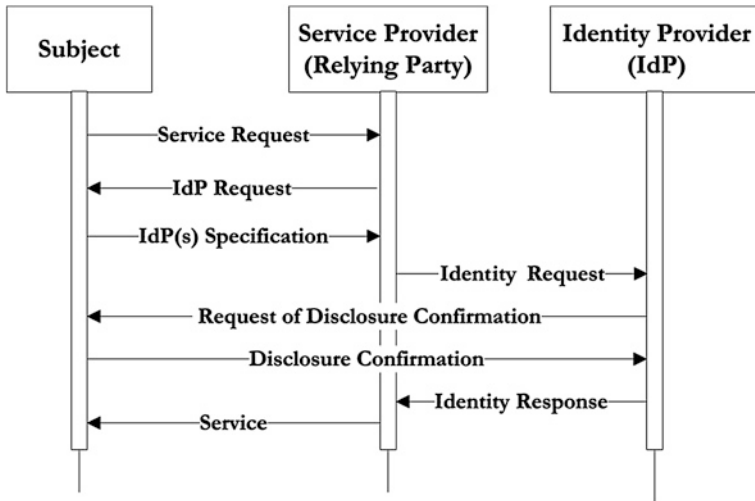 Subject
Service Provider
(Relying Party)
Identity Provider
(IdP)
Service Request
IdP Request
IdP(s) Specification
Identity Request
Request of Disclosure Confirmation
Disclosure Confirmation
Identity Response
Service